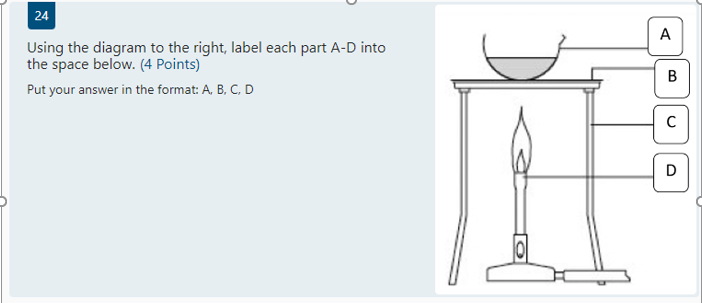 24
Using the diagram to the right, label each part A-D into
the space below. (4 Points)
Put your answer in the format: A, B, C, D
A
B
C
D